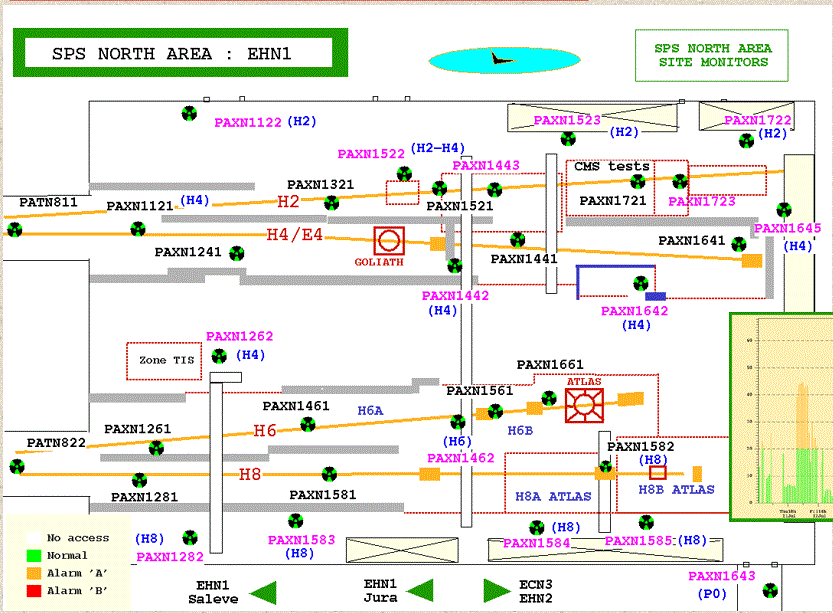 SPS NORTH AREA : EHN1
SPS NORTH AREA
SITE MONITORS
PAXN1122 (H2)
PAXN1523
(H2)
PAXN1722
(H2)
PAXN1522
(H2-H4)
PAXN1443
CMS tests
PAXN1321
PATN811
PAXN1121
(H4)
H2
PAXN1521
PAXN1721
PAXN1723
H4/E4
PAXN1645
(H4)
PAXN1241
GOLIATH
PAXN1441
PAXN1641
PAXN1442
(H4)
PAXN1642
(H4)
PAXN1262
(H4)
Zone TIS
PAXN1661
ATLAS
PAXN1561
PAXN1461
H6A
PAXN1261
H6
H6B
PATN822
(H6)
PAXN1462
PAXN1582
(H8)
H8
PAXN1281
PAXN1581
H8A ATLAS
H8B ATLAS
No access
(H8)
PAXN1282
PAXN1583
(H8)
(H8)
PAXN1584
PAXN1585 (H8)
Normal
Alarm 'A'
Alarm 'B'
EHN1
Saleve
EHN1
Jura
ECN3
EHN2
PAXN1643
(P0)